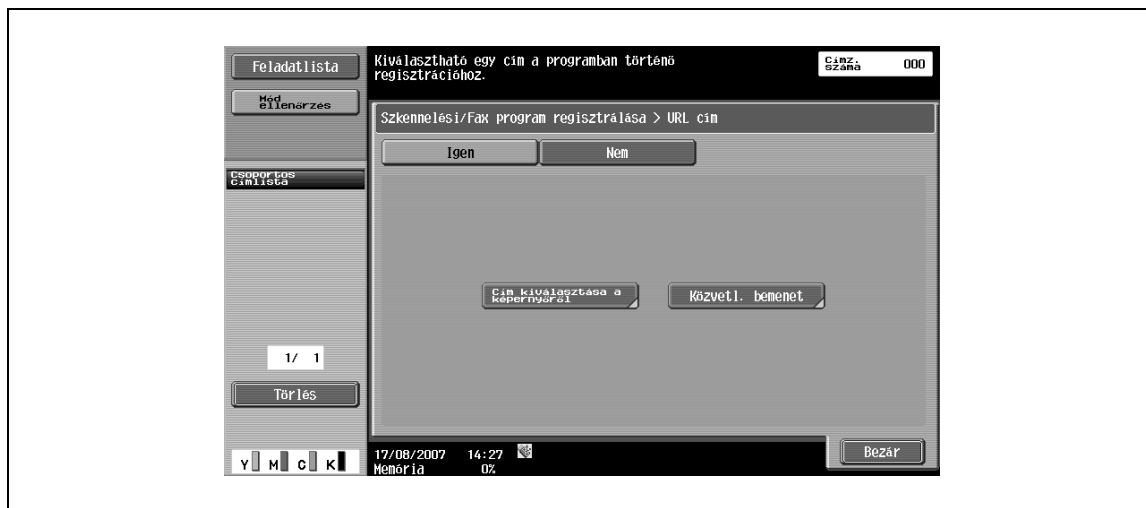 Feladatlista
Mód
ellenőrzés
Csoportos
címlista
1/ 1
Törlés
Y M C K
Kiválasztható egy cím a programban történő
regisztrációhoz.
Címz.
száma 000
Szkennelési/Fax program regisztrálása > URL cím
Igen Nem
Cím kiválasztása a
képernyőről
Közvetl. bemenet
17/08/2007 14:27
Memória 0%
Bezár